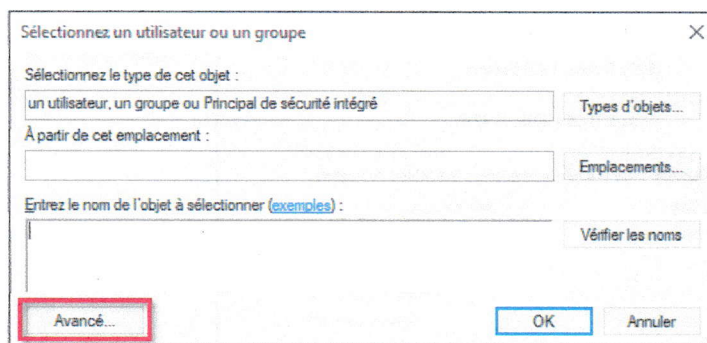 Sélectionnez un utilisateur ou un groupe
Sélectionnez le type de cet objet :
un utilisateur, un groupe ou Principal de sécurité intégré
Types d'objets...
À partir de cet emplacement :
Emplacements...
Entrez le nom de l'objet à sélectionner (exemples) :
Vérifier les noms
Avancé...
OK
Annuler